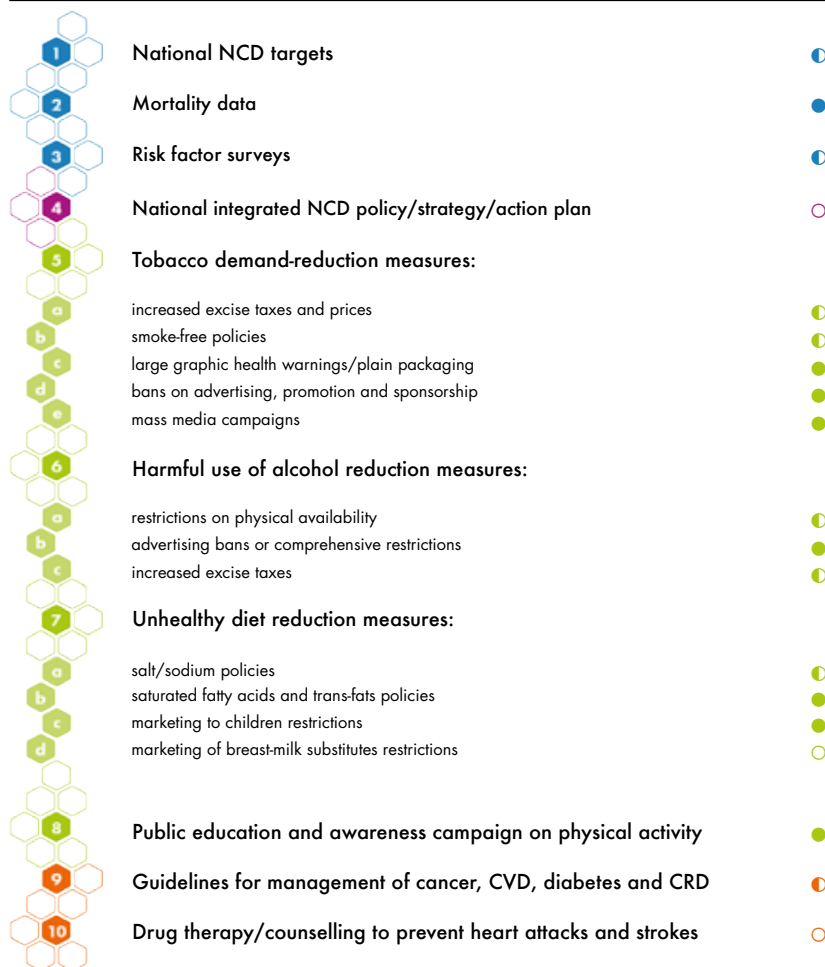 1 National NCD targets
2 Mortality data
3 Risk factor surveys
4 National integrated NCD policy/strategy/action plan
5 Tobacco demand-reduction measures:
a increased excise taxes and prices
b smoke-free policies
c large graphic health warnings/plain packaging
d bans on advertising, promotion and sponsorship
e mass media campaigns
6 Harmful use of alcohol reduction measures:
a restrictions on physical availability
b advertising bans or comprehensive restrictions
c increased excise taxes
7 Unhealthy diet reduction measures:
a salt/sodium policies
b saturated fatty acids and trans-fats policies
c marketing to children restrictions
d marketing of breast-milk substitutes restrictions
8 Public education and awareness campaign on physical activity
9 Guidelines for management of cancer, CVD, diabetes and CRD
10 Drug therapy/counselling to prevent heart attacks and strokes